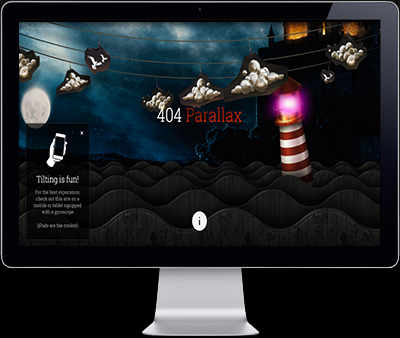 404 Parallax
×
Tilting is fun!
For the best experience,
check out this site on a
mobile or tablet equipped
with a gyroscope
(iPads are the coolest)
i